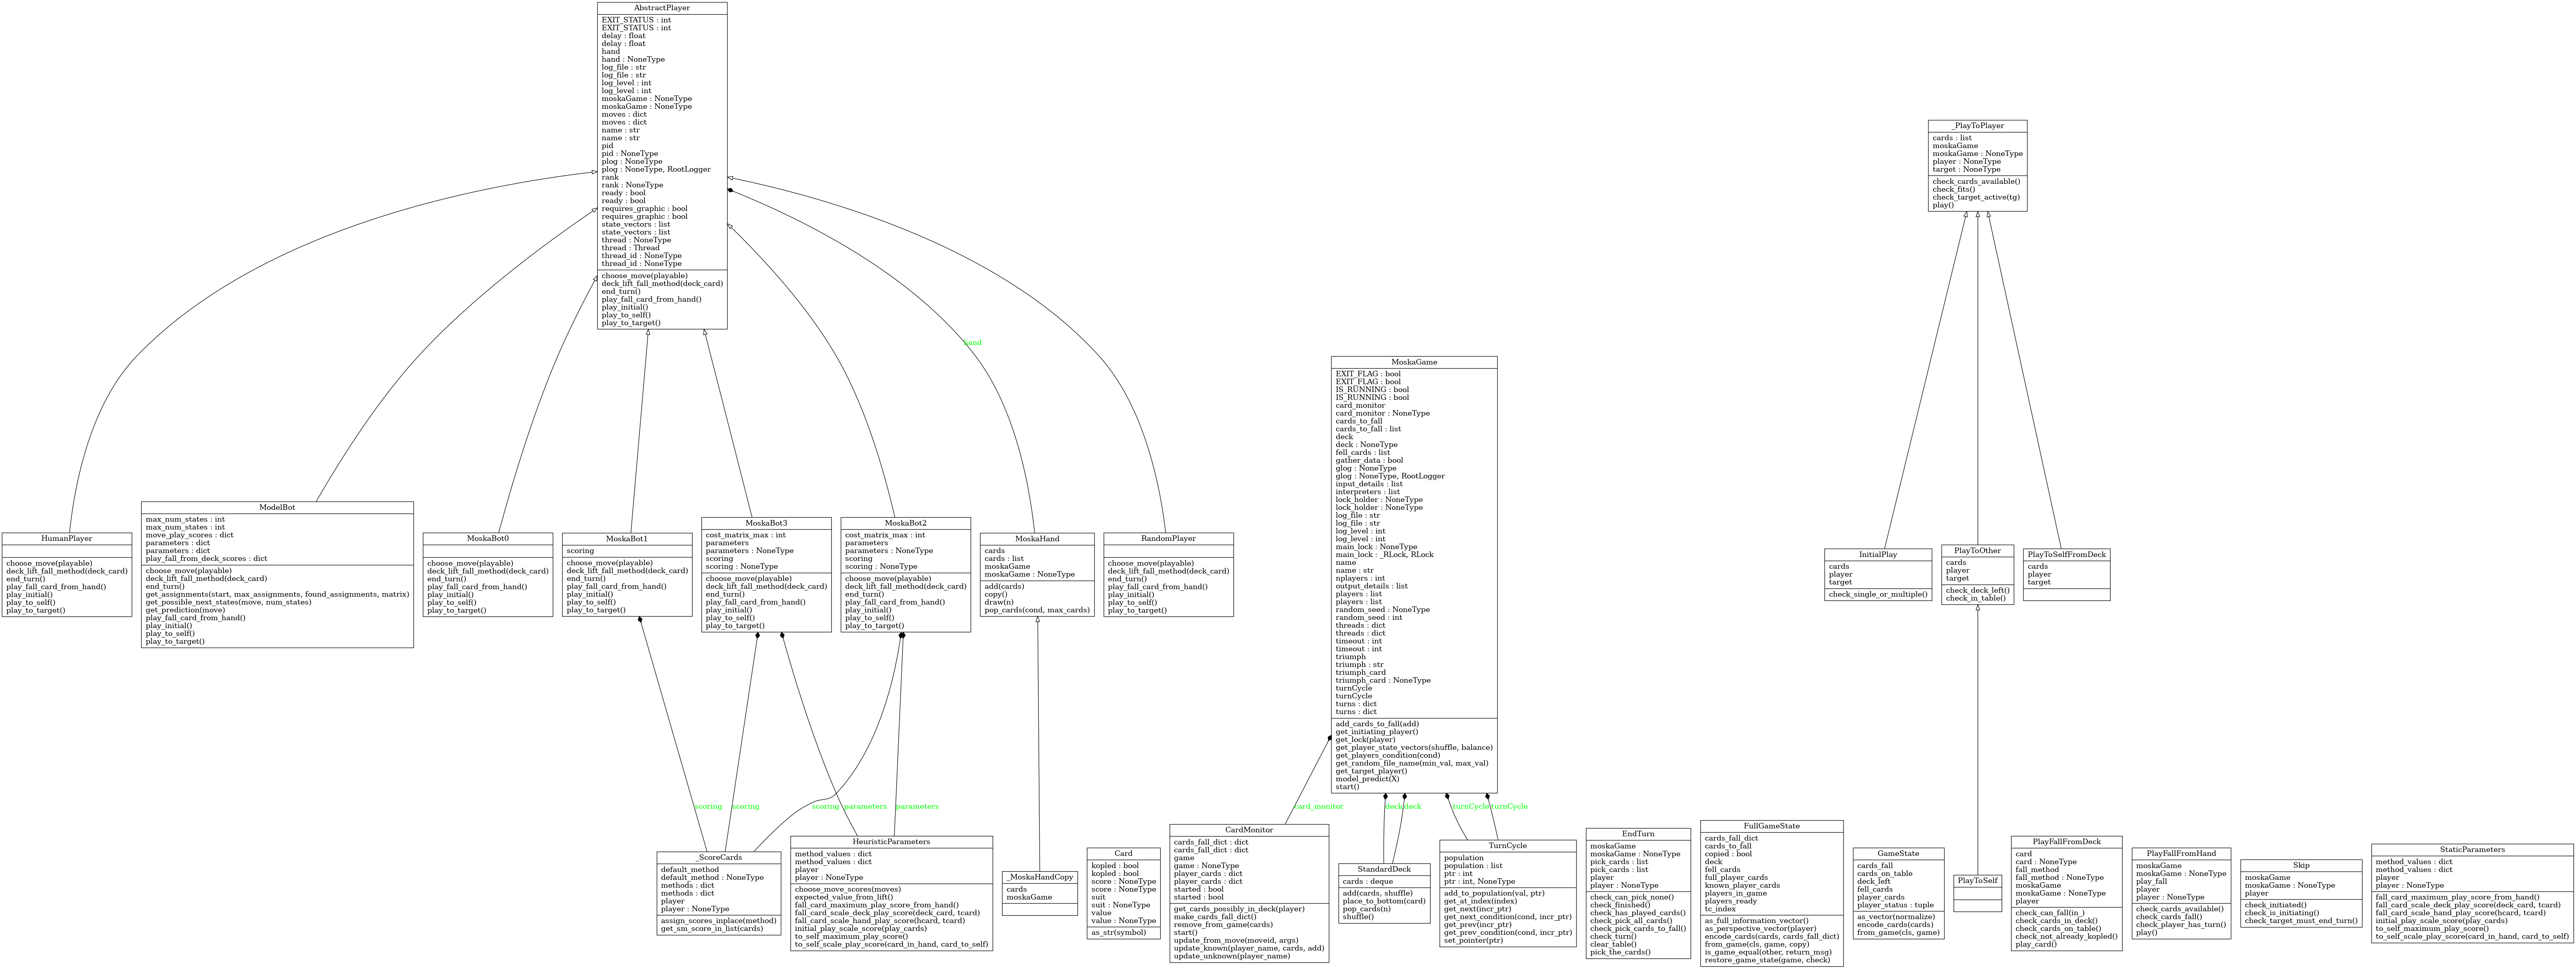 AbstractPlayer
EXIT_STATUS : int
EXIT_STATUS : int
delay : float
delay : float
hand
hand : NoneType
log_file : str
log_file : str
log_level : int
log_level : int
moskaGame : NoneType
moskaGame : NoneType
moves : dict
moves : dict
name : str
name : str
pid
pid : NoneType
plog : NoneType
plog : NoneType, RootLogger
rank
rank : NoneType
ready : bool
ready : bool
requires_graphic : bool
requires_graphic : bool
state_vectors : list
state_vectors : list
thread : NoneType
thread : Thread
thread_id : NoneType
thread_id : NoneType
choose_move(playable)
deck_lift_fall_method(deck_card)
end_turn()
play_fall_card_from_hand()
play_initial()
play_to_self()
play_to_target()
_PlayToPlayer
cards : list
moskaGame
moskaGame : NoneType
player : NoneType
target : NoneType
check_cards_available()
check_fits()
check_target_active(tg)
play()
hand
MoskaGame
EXIT_FLAG : bool
EXIT_FLAG : bool
IS_RUNNING : bool
IS_RUNNING : bool
card_monitor
card_monitor : NoneType
cards_to_fall
cards_to_fall : list
deck
deck : NoneType
fell_cards : list
gather_data : bool
glog : NoneType
glog : NoneType, RootLogger
input_details : list
interpreters : list
lock_holder : NoneType
lock_holder : NoneType
log_file : str
log_file : str
log_level : int
log_level : int
main_lock : NoneType
main_lock : _RLock, RLock
name
name : str
nplayers : int
output_details : list
players : list
players : list
random_seed : NoneType
random_seed : int
threads : dict
threads : dict
timeout : int
timeout : int
triumph
triumph : str
triumph_card
triumph_card : NoneType
turnCycle
turnCycle
turns : dict
turns : dict
add_cards_to_fall(add)
get_initiating_player()
get_lock(player)
get_player_state_vectors(shuffle, balance)
get_players_condition(cond)
get_random_file_name(min_val, max_val)
get_target_player()
model_predict(X)
start()
HumanPlayer
choose_move(playable)
deck_lift_fall_method(deck_card)
end_turn()
play_fall_card_from_hand()
play_initial()
play_to_self()
play_to_target()
ModelBot
max_num_states : int
max_num_states : int
move_play_scores : dict
parameters : dict
parameters : dict
play_fall_from_deck_scores : dict
choose_move(playable)
deck_lift_fall_method(deck_card)
end_turn()
get_assignments(start, max_assignments, found_assignments, matrix)
get_possible_next_states(move, num_states)
get_prediction(move)
play_fall_card_from_hand()
play_initial()
play_to_self()
play_to_target()
MoskaBot0
choose_move(playable)
deck_lift_fall_method(deck_card)
end_turn()
play_fall_card_from_hand()
play_initial()
play_to_self()
play_to_target()
MoskaBot1
scoring
choose_move(playable)
deck_lift_fall_method(deck_card)
end_turn()
play_fall_card_from_hand()
play_initial()
play_to_self()
play_to_target()
MoskaBot3
cost_matrix_max : int
parameters
parameters : NoneType
scoring
scoring : NoneType
choose_move(playable)
deck_lift_fall_method(deck_card)
end_turn()
play_fall_card_from_hand()
play_initial()
play_to_self()
play_to_target()
MoskaBot2
cost_matrix_max : int
parameters
parameters : NoneType
scoring
scoring : NoneType
choose_move(playable)
deck_lift_fall_method(deck_card)
end_turn()
play_fall_card_from_hand()
play_initial()
play_to_self()
play_to_target()
MoskaHand
cards
cards : list
moskaGame
moskaGame : NoneType
add(cards)
copy()
draw(n)
pop_cards(cond, max_cards)
RandomPlayer
choose_move(playable)
deck_lift_fall_method(deck_card)
end_turn()
play_fall_card_from_hand()
play_initial()
play_to_self()
play_to_target()
InitialPlay
cards
player
target
check_single_or_multiple()
PlayToOther
cards
player
target
check_deck_left()
check_in_table()
PlayToSelfFromDeck
cards
player
target
scoring
scoring
scoring
parameters
parameters
card_monitor
deck
deck
turnCycle
turnCycle
_ScoreCards
default_method
default_method : NoneType
methods : dict
methods : dict
player
player : NoneType
assign_scores_inplace(method)
get_sm_score_in_list(cards)
HeuristicParameters
method_values : dict
method_values : dict
player
player : NoneType
choose_move_scores(moves)
expected_value_from_lift()
fall_card_maximum_play_score_from_hand()
fall_card_scale_deck_play_score(deck_card, tcard)
fall_card_scale_hand_play_score(hcard, tcard)
initial_play_scale_score(play_cards)
to_self_maximum_play_score()
to_self_scale_play_score(card_in_hand, card_to_self)
_MoskaHandCopy
cards
moskaGame
Card
kopled : bool
kopled : bool
score : NoneType
score : NoneType
suit
suit : NoneType
value
value : NoneType
as_str(symbol)
CardMonitor
cards_fall_dict : dict
cards_fall_dict : dict
game
game : NoneType
player_cards : dict
player_cards : dict
started : bool
started : bool
get_cards_possibly_in_deck(player)
make_cards_fall_dict()
remove_from_game(cards)
start()
update_from_move(moveid, args)
update_known(player_name, cards, add)
update_unknown(player_name)
StandardDeck
cards : deque
add(cards, shuffle)
place_to_bottom(card)
pop_cards(n)
shuffle()
TurnCycle
population
population : list
ptr : int
ptr : int, NoneType
add_to_population(val, ptr)
get_at_index(index)
get_next(incr_ptr)
get_next_condition(cond, incr_ptr)
get_prev(incr_ptr)
get_prev_condition(cond, incr_ptr)
set_pointer(ptr)
EndTurn
moskaGame
moskaGame : NoneType
pick_cards : list
pick_cards : list
player
player : NoneType
check_can_pick_none()
check_finished()
check_has_played_cards()
check_pick_all_cards()
check_pick_cards_to_fall()
check_turn()
clear_table()
pick_the_cards()
FullGameState
cards_fall_dict
cards_to_fall
copied : bool
deck
fell_cards
full_player_cards
known_player_cards
players_in_game
players_ready
tc_index
as_full_information_vector()
as_perspective_vector(player)
encode_cards(cards, cards_fall_dict)
from_game(cls, game, copy)
is_game_equal(other, return_msg)
restore_game_state(game, check)
GameState
cards_fall
cards_on_table
deck_left
fell_cards
player_cards
player_status : tuple
as_vector(normalize)
encode_cards(cards)
from_game(cls, game)
PlayToSelf
PlayFallFromDeck
card
card : NoneType
fall_method
fall_method : NoneType
moskaGame
moskaGame : NoneType
player
check_can_fall(in_)
check_cards_in_deck()
check_cards_on_table()
check_not_already_kopled()
play_card()
PlayFallFromHand
moskaGame
moskaGame : NoneType
play_fall
player
player : NoneType
check_cards_available()
check_cards_fall()
check_player_has_turn()
play()
Skip
moskaGame
moskaGame : NoneType
player
check_initiated()
check_is_initiating()
check_target_must_end_turn()
StaticParameters
method_values : dict
method_values : dict
player
player : NoneType
fall_card_maximum_play_score_from_hand()
fall_card_scale_deck_play_score(deck_card, tcard)
fall_card_scale_hand_play_score(hcard, tcard)
initial_play_scale_score(play_cards)
to_self_maximum_play_score()
to_self_scale_play_score(card_in_hand, card_to_self)